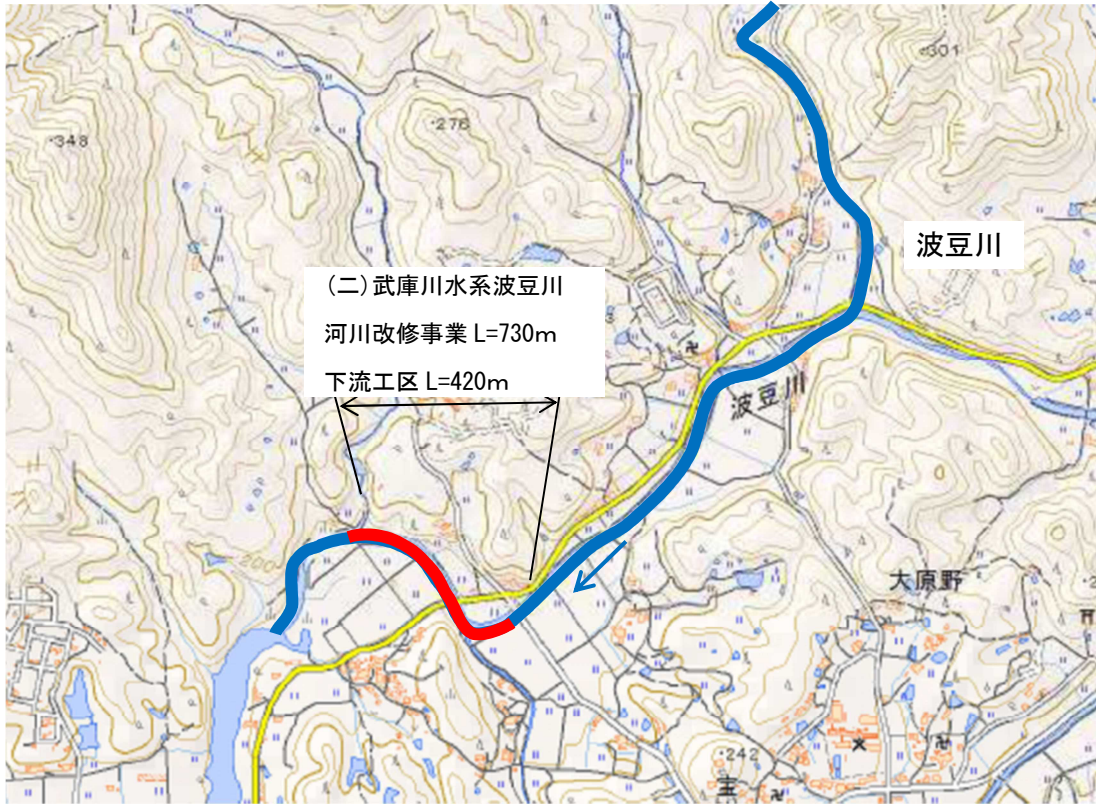 ・301
・276
・348
波豆川
(二)武庫川水系波豆川
河川改修事業 L=730m
下流工区 L=420m
波豆川
大原野
200
・242
宝